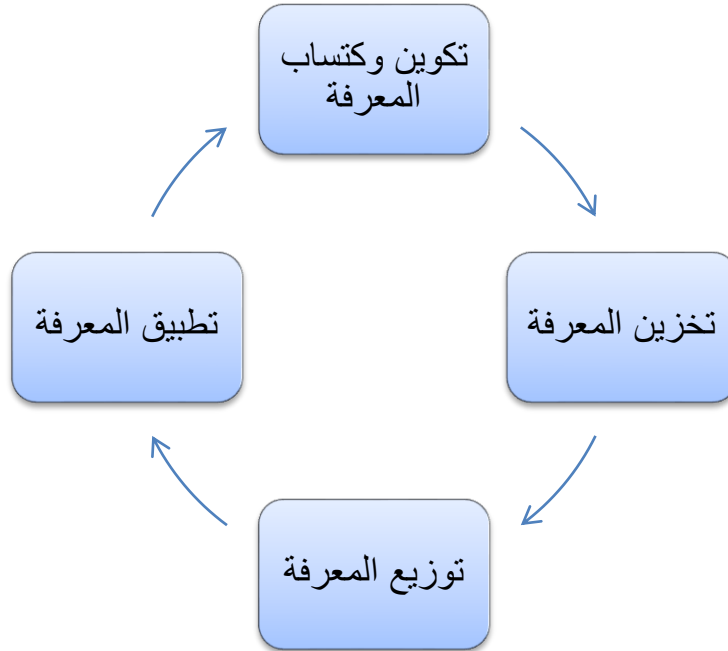 تكوين وكتساب
المعرفة
تخزين المعرفة
توزيع المعرفة
تطبيق المعرفة